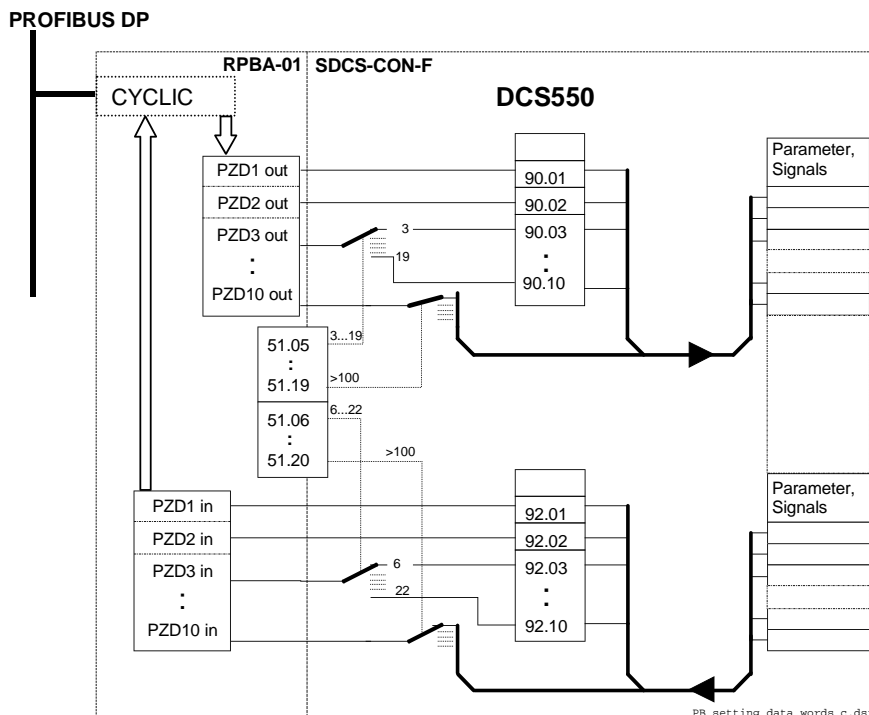 PROFIBUS DP
RPBA-01
SDCS-CON-F
CYCLIC
DCS550
PZD1 out
PZD2 out
PZD3 out
:
PZD10 out
3
19
90.01
90.02
90.03
:
90.10
Parameter,
Signals
51.05
:
51.19
3...19
>100
51.06
:
51.20
6...22
>100
PZD1 in
PZD2 in
PZD3 in
:
PZD10 in
6
22
92.01
92.02
92.03
:
92.10
Parameter,
Signals